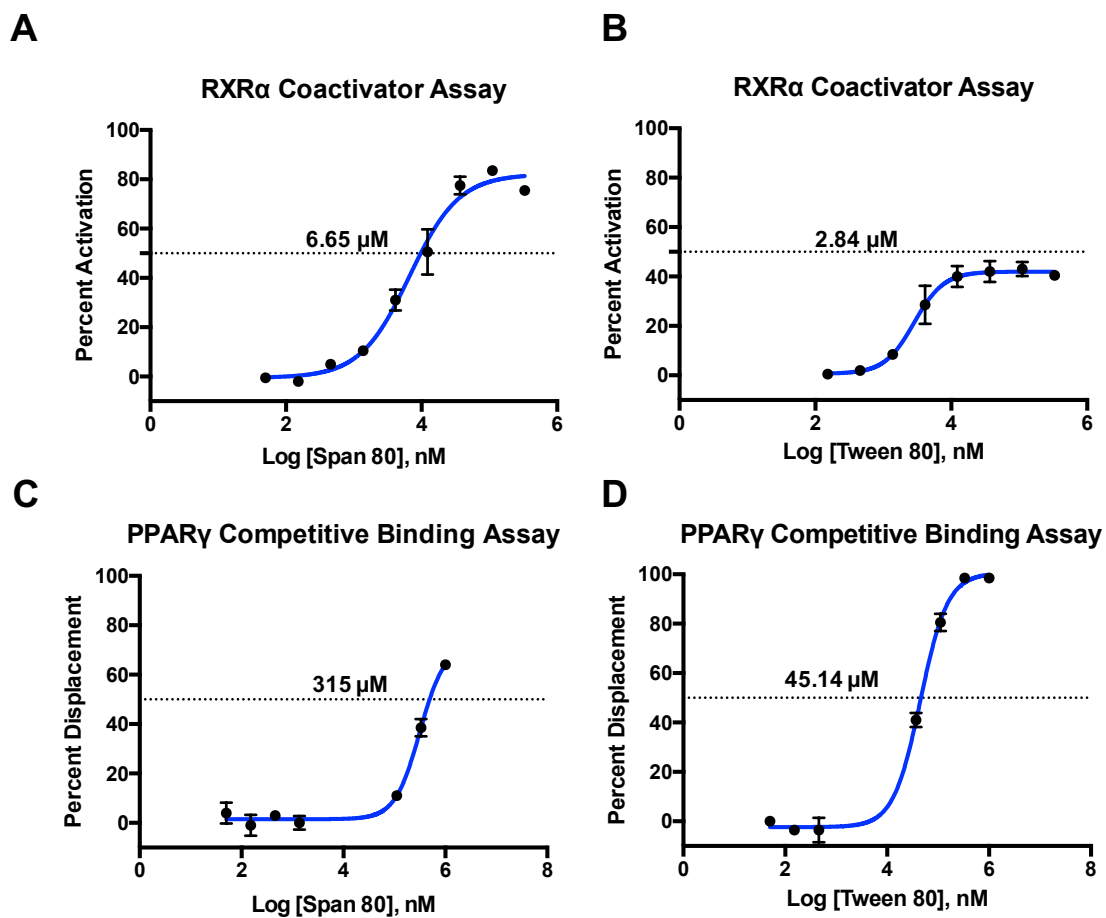 A
RXRα Coactivator Assay
Percent Activation
100
80
60
40
20
0
6.65 µM
0 2 4 6
Log [Span 80], nM
B
RXRα Coactivator Assay
Percent Activation
100
80
60
40
20
0
2.84 µM
0 2 4 6
Log [Tween 80], nM
C
PPARγ Competitive Binding Assay
Percent Displacement
100
80
60
40
20
0
315 µM
0 2 4 6 8
Log [Span 80], nM
D
PPARγ Competitive Binding Assay
Percent Displacement
100
80
60
40
20
0
45.14 µM
0 2 4 6 8
Log [Tween 80], nM